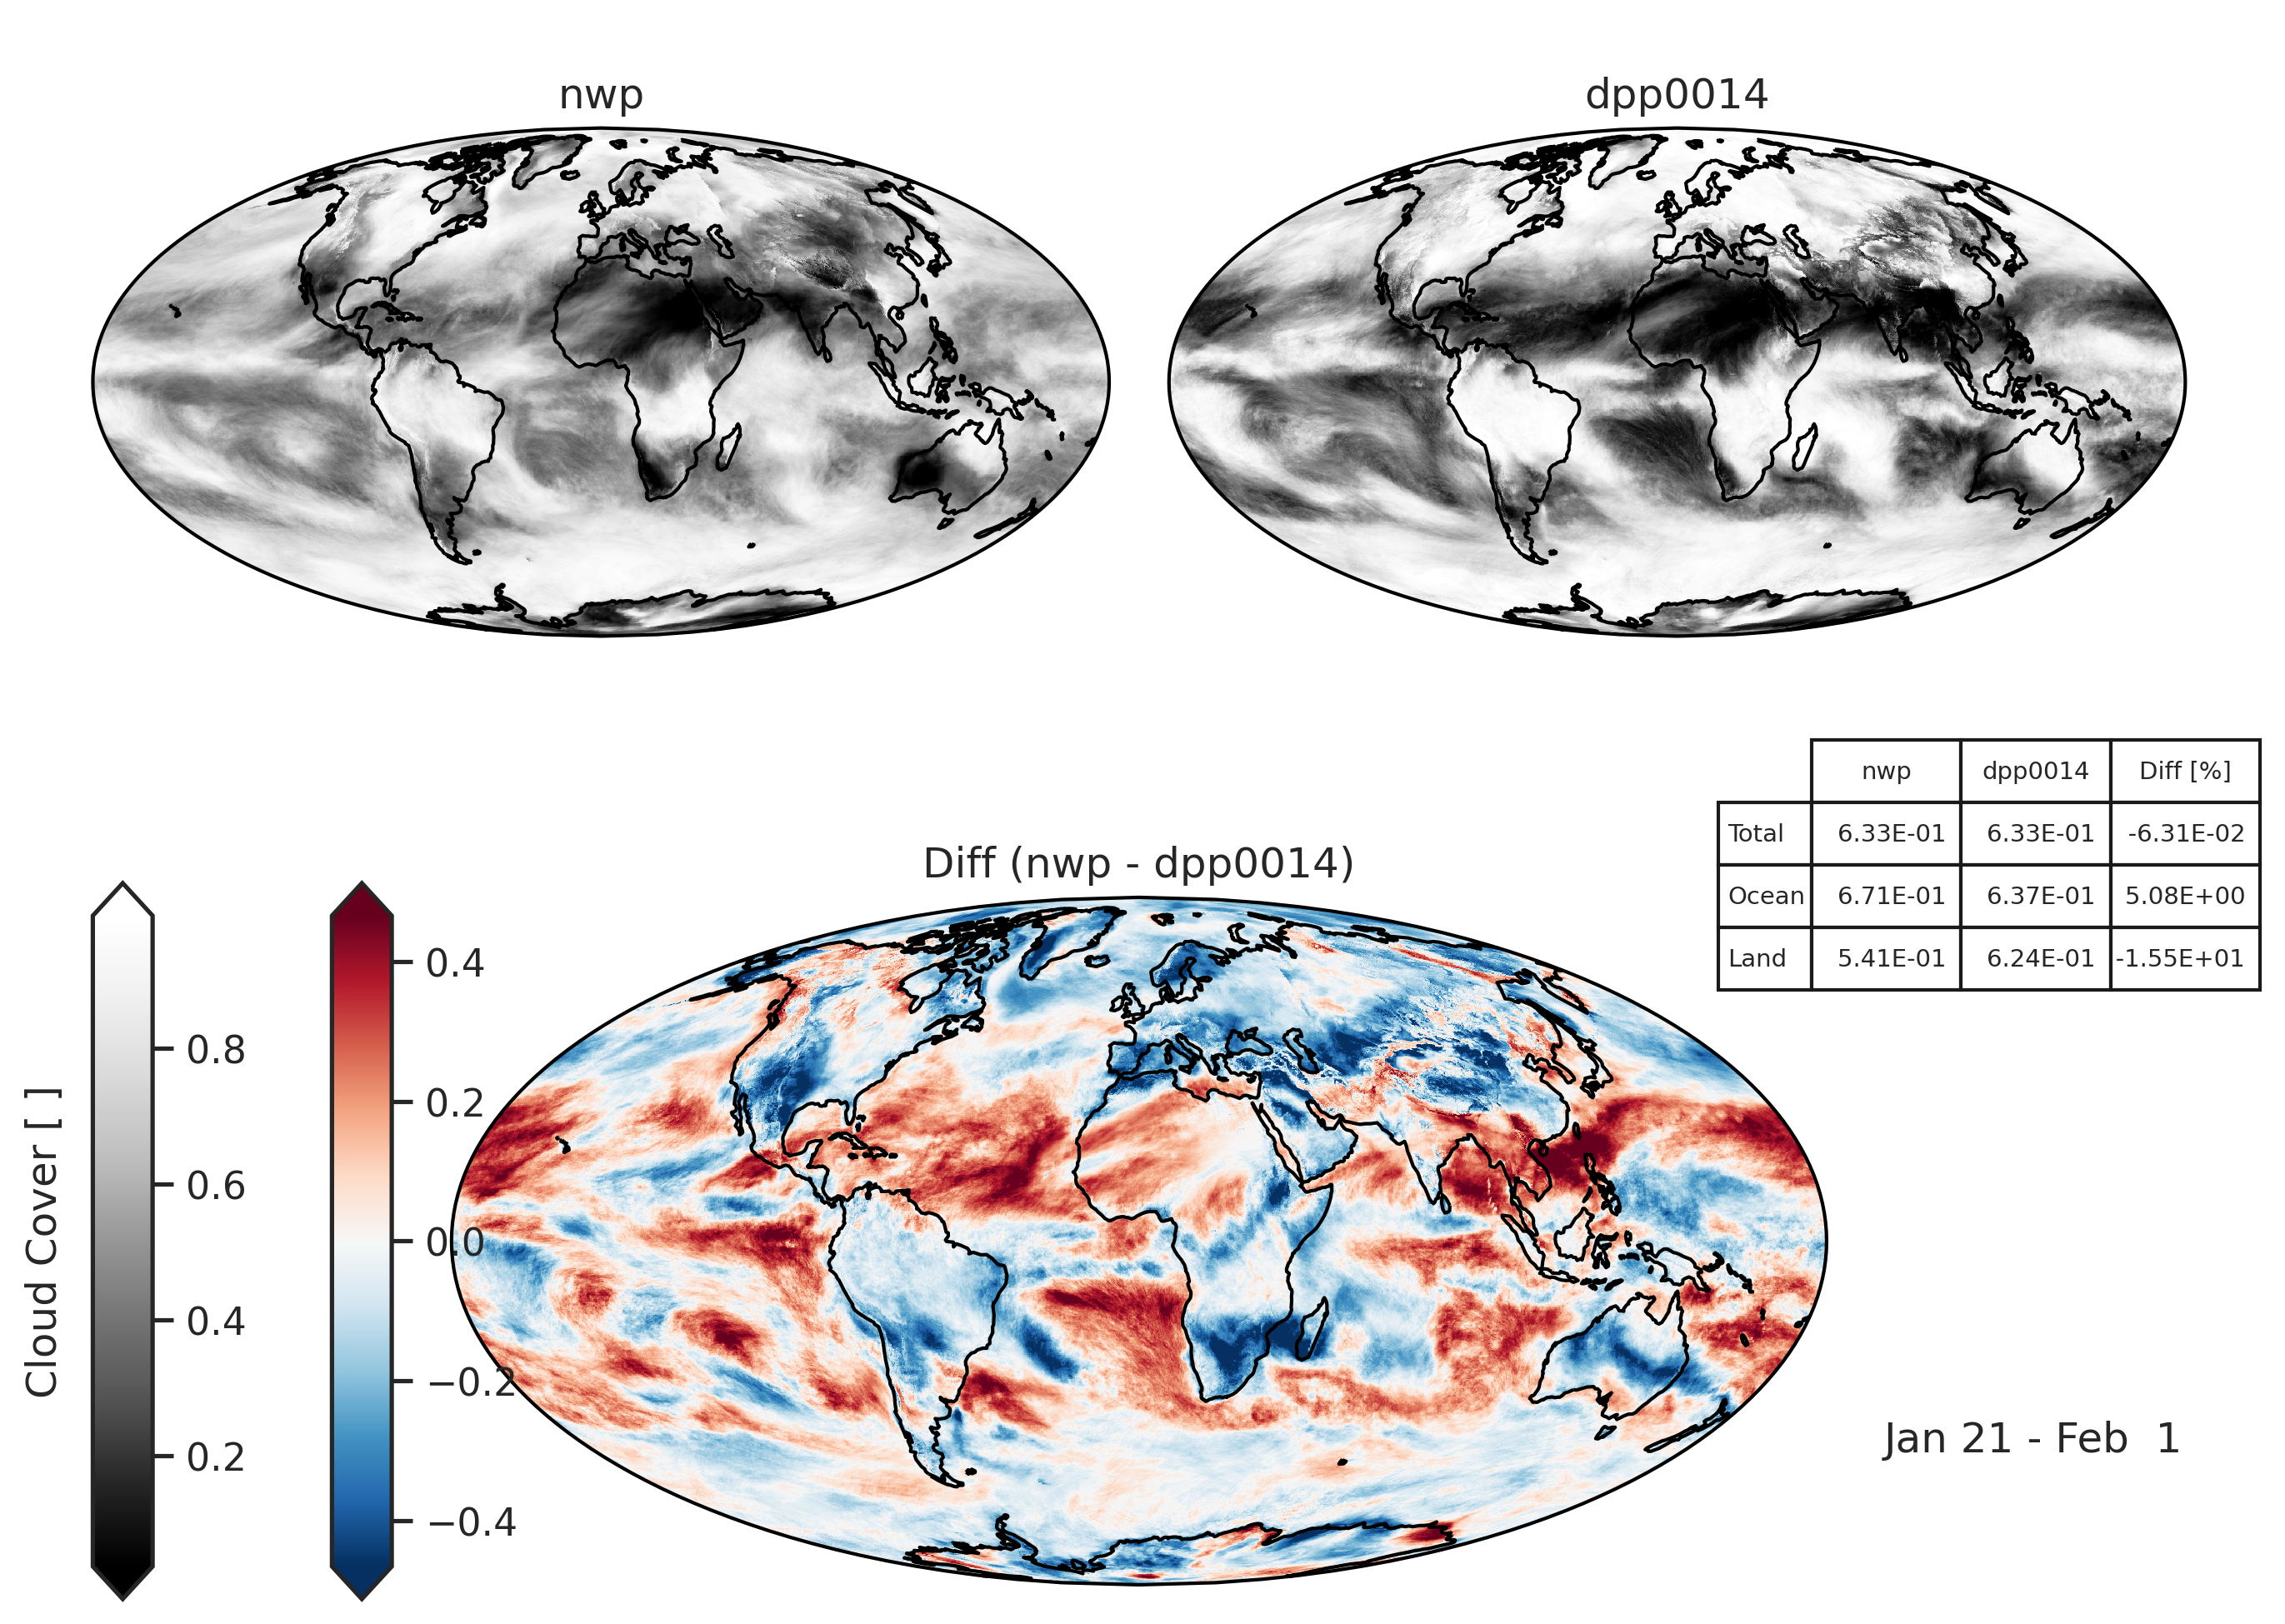 nwp
dpp0014
nwp dpp0014 Diff [%]
Total 6.33E-01 6.33E-01 -6.31E-02
Ocean 6.71E-01 6.37E-01 5.08E+00
Land 5.41E-01 6.24E-01 -1.55E+01
Diff (nwp - dpp0014)
Cloud Cover [ ]
0.8
0.6
0.4
0.2
0.4
0.2
0.0
−0.2
−0.4
Jan 21 - Feb  1